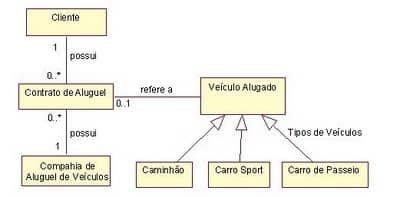 Cliente
1
possui
0..*
Contrato de Aluguel
refere a
0..1
Veículo Alugado
0..*
possui
1
Tipos de Veículos
Compahia de
Aluguel de Veículos
Caminhão
Carro Sport
Carro de Passeio